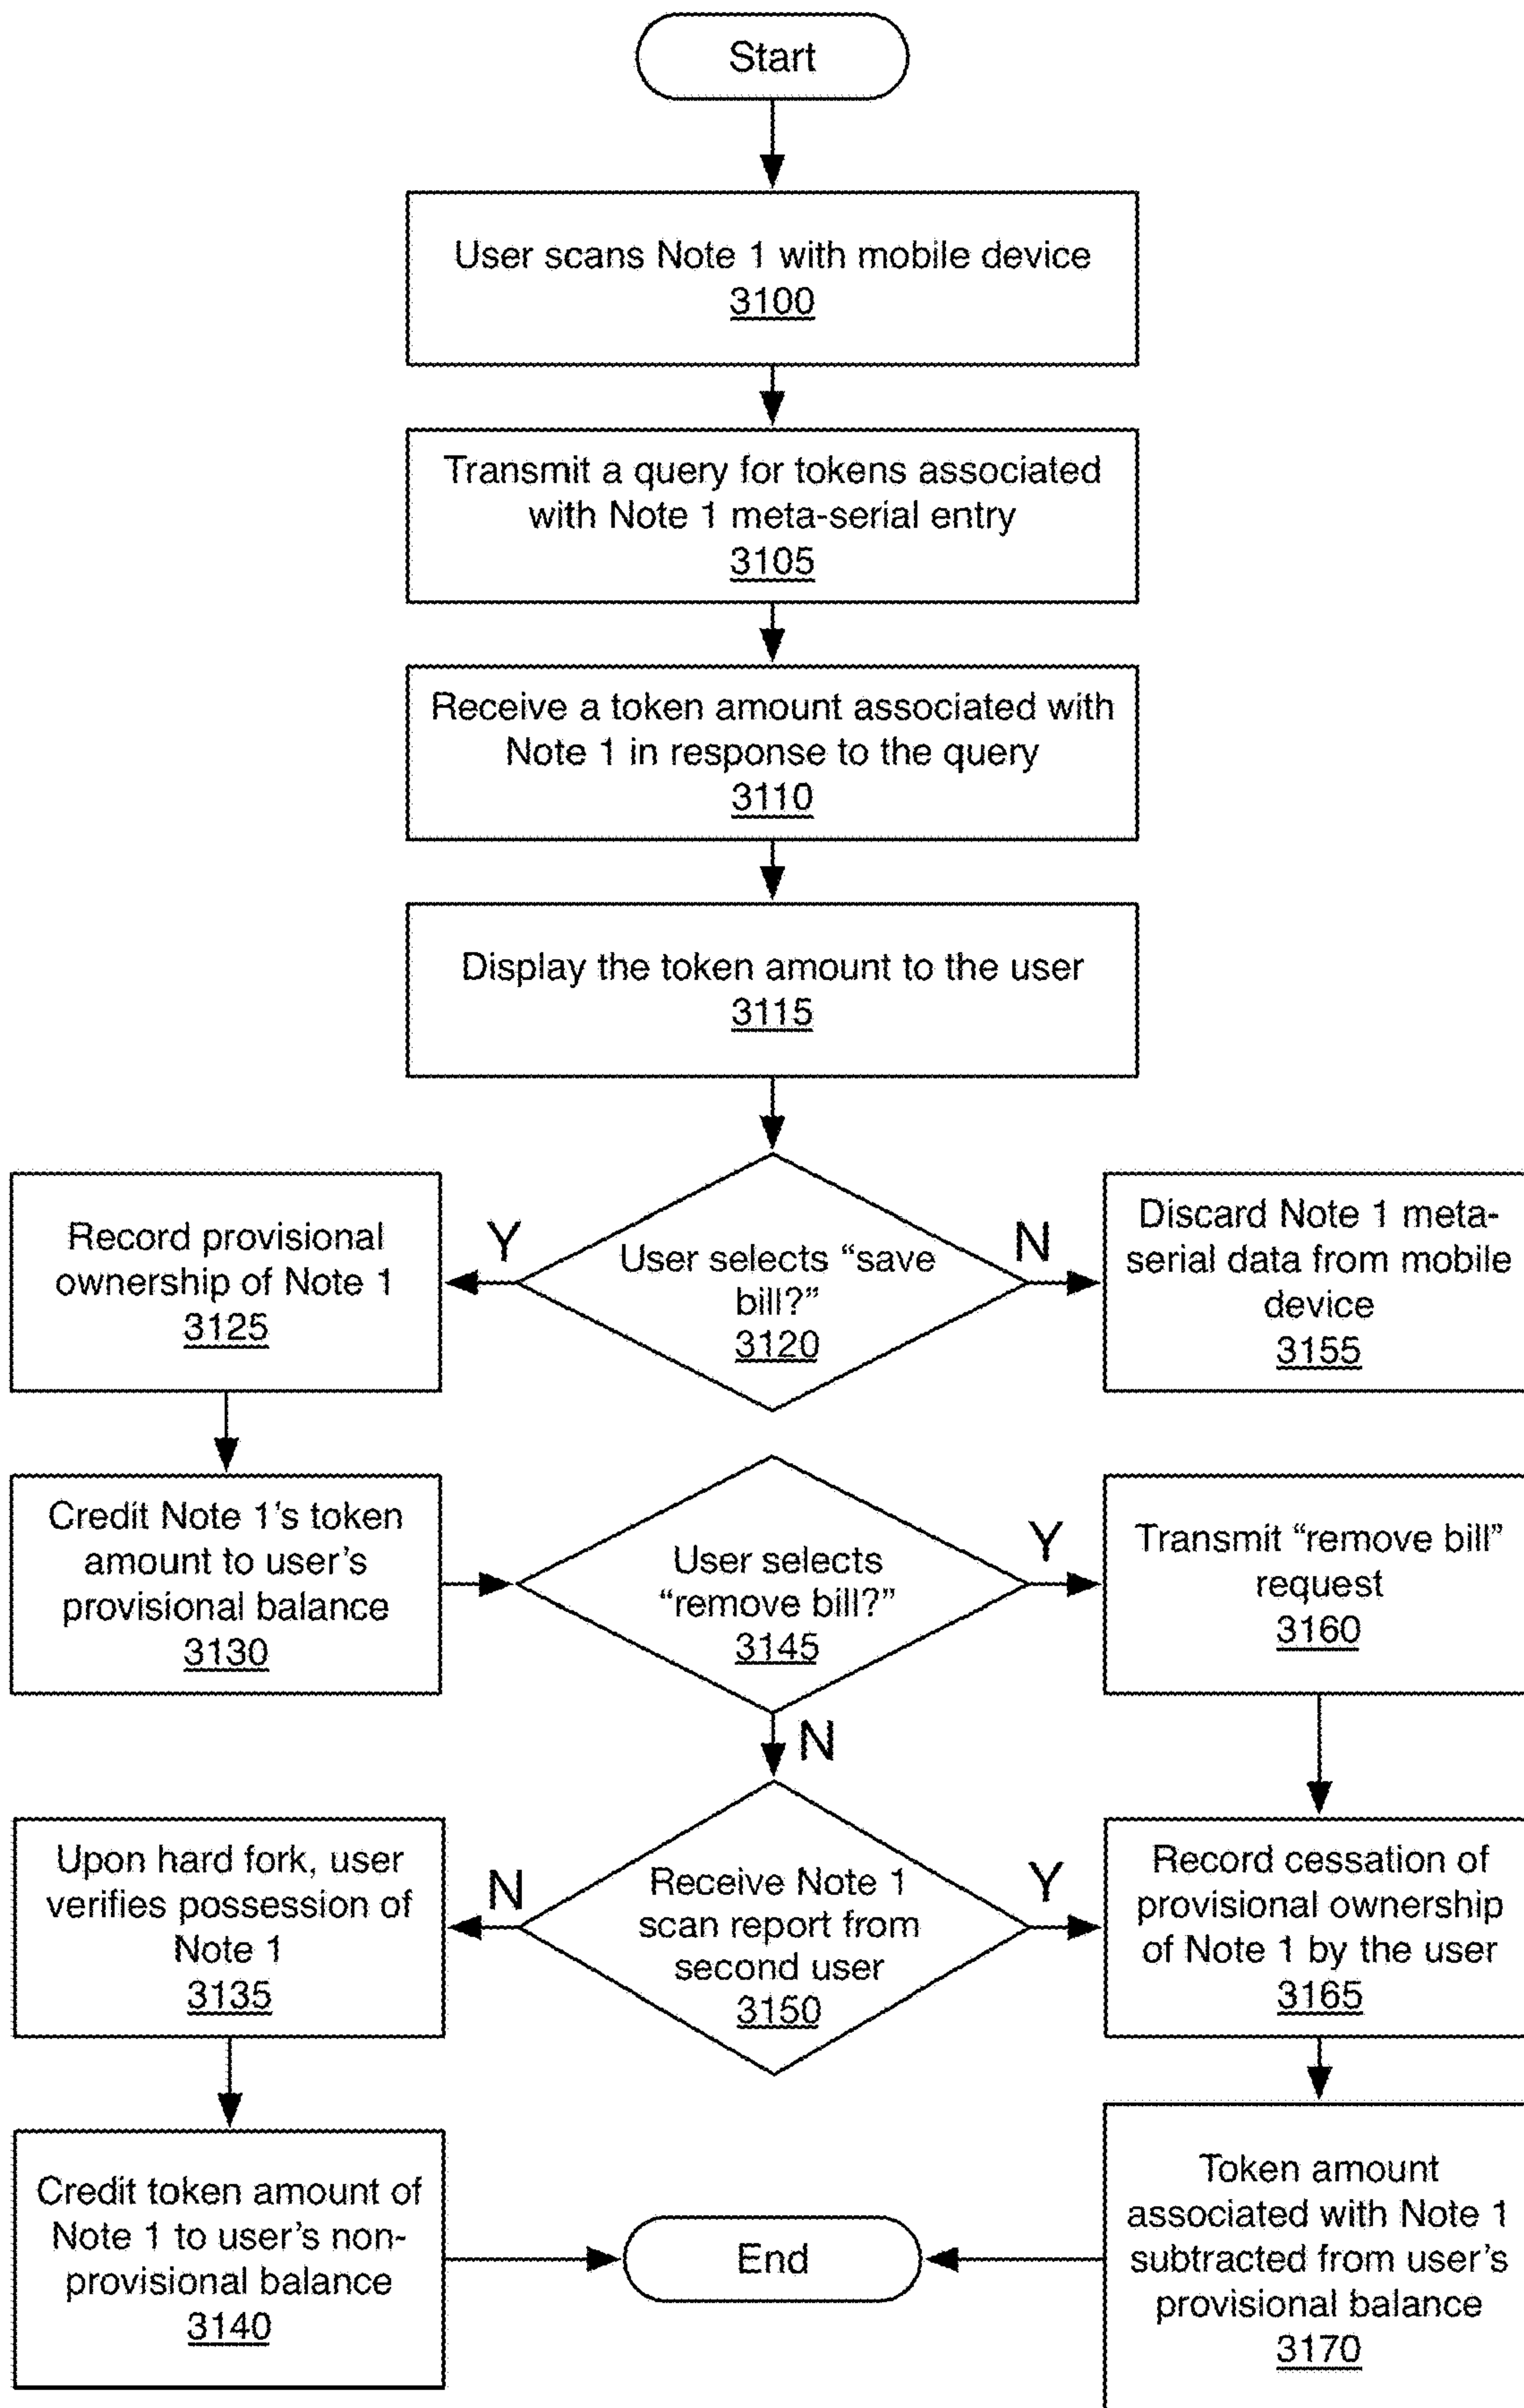 Start
User scans Note 1 with mobile device
3100
Transmit a query for tokens associated
with Note 1 meta-serial entry
3105
Receive a token amount associated with
Note 1 in response to the query
3110
Display the token amount to the user
3115
Record provisional
ownership of Note 1
3125
Y
User selects “save
bill?”
3120
N
Discard Note 1 meta-
serial data from mobile
device
3155
Credit Note 1’s token
amount to user’s
provisional balance
3130
User selects
“remove bill?”
3145
Y
Transmit “remove bill”
request
3160
N
Upon hard fork, user
verifies possession of
Note 1
3135
N
Receive Note 1
scan report from
second user
3150
Y
Record cessation of
provisional ownership
of Note 1 by the user
3165
Credit token amount of
Note 1 to user’s non-
provisional balance
3140
End
Token amount
associated with Note 1
subtracted from user’s
provisional balance
3170